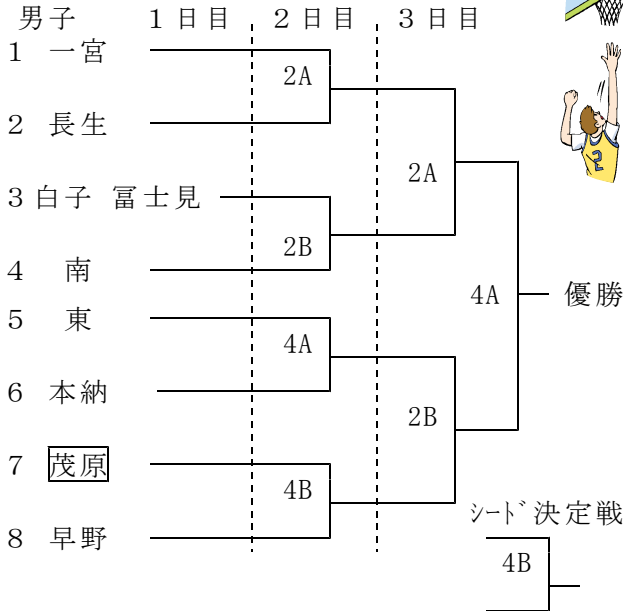 男子 1日目 2日目 3日目
1 一宮
2A
2 長生
2A
3 白子 冨士見
2B
4 南
4A 優勝
5 東
4A
6 本納
2B
7 茂原
4B
シード決定戦
8 早野
4B
2